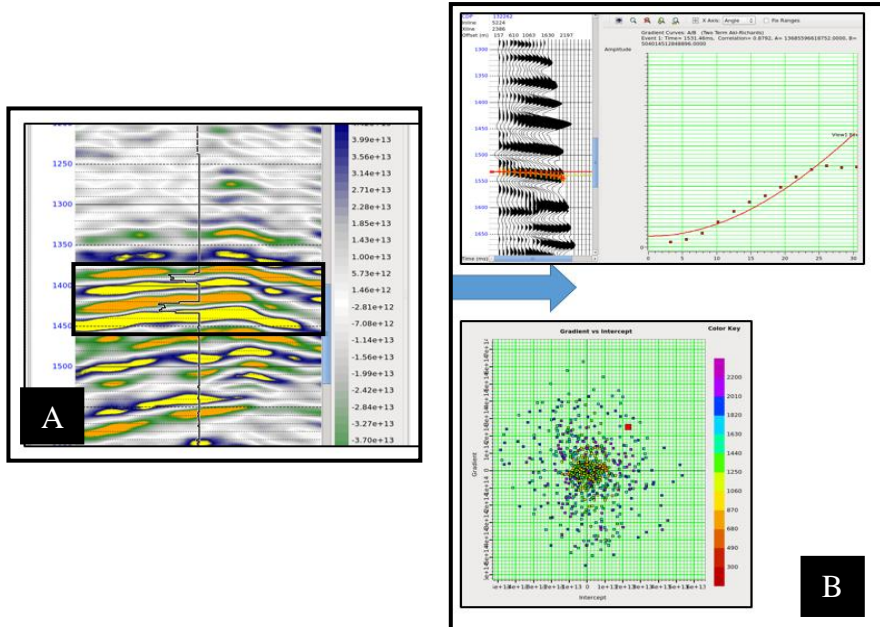 1250
1300
1350
1400
1450
1500
3.99e+13
3.56e+13
3.14e+13
2.71e+13
2.28e+13
1.85e+13
1.43e+13
1.00e+13
5.73e+12
1.46e+12
-2.81e+12
-7.08e+12
-1.14e+13
-1.56e+13
-1.99e+13
-2.42e+13
-2.84e+13
-3.27e+13
-3.70e+13
A
CDP 132262
Inline: 5224
Xline 2386
Offset (m) 157 610 1063 1630 2197
1300
1350
1400
1450
1500
1550
1600
1650
Time (ms)
X Axis: Angle
Fix Ranges
Gradient Curves: A/B (Two Term Aki-Richards)
Amplitude
0
0 5 10 15 20 25 30
Gradient vs Intercept
Color Key
2200
2010
1820
1630
1440
1250
1060
870
680
490
300
Gradient
Intercept
B